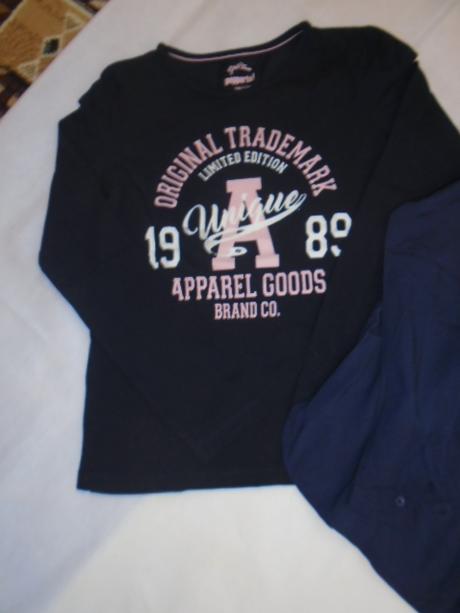 ORIGINAL TRADEMARK
LIMITED EDITION
A
Unique
19 89
APPAREL GOODS
BRAND CO.